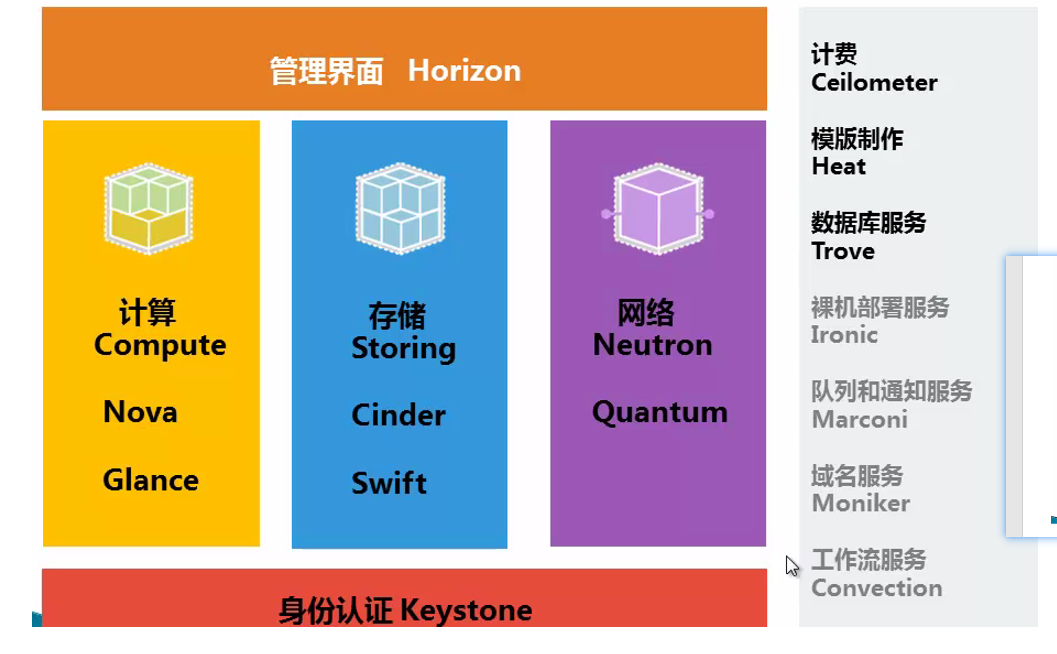 管理界面 Horizon
计算
Compute
Nova
Glance
存储
Storing
Cinder
Swift
网络
Neutron
Quantum
身份认证 Keystone
计费
Ceilometer
模版制作
Heat
数据库服务
Trove
裸机部署服务
Ironic
队列和通知服务
Marconi
域名服务
Moniker
工作流服务
Convection